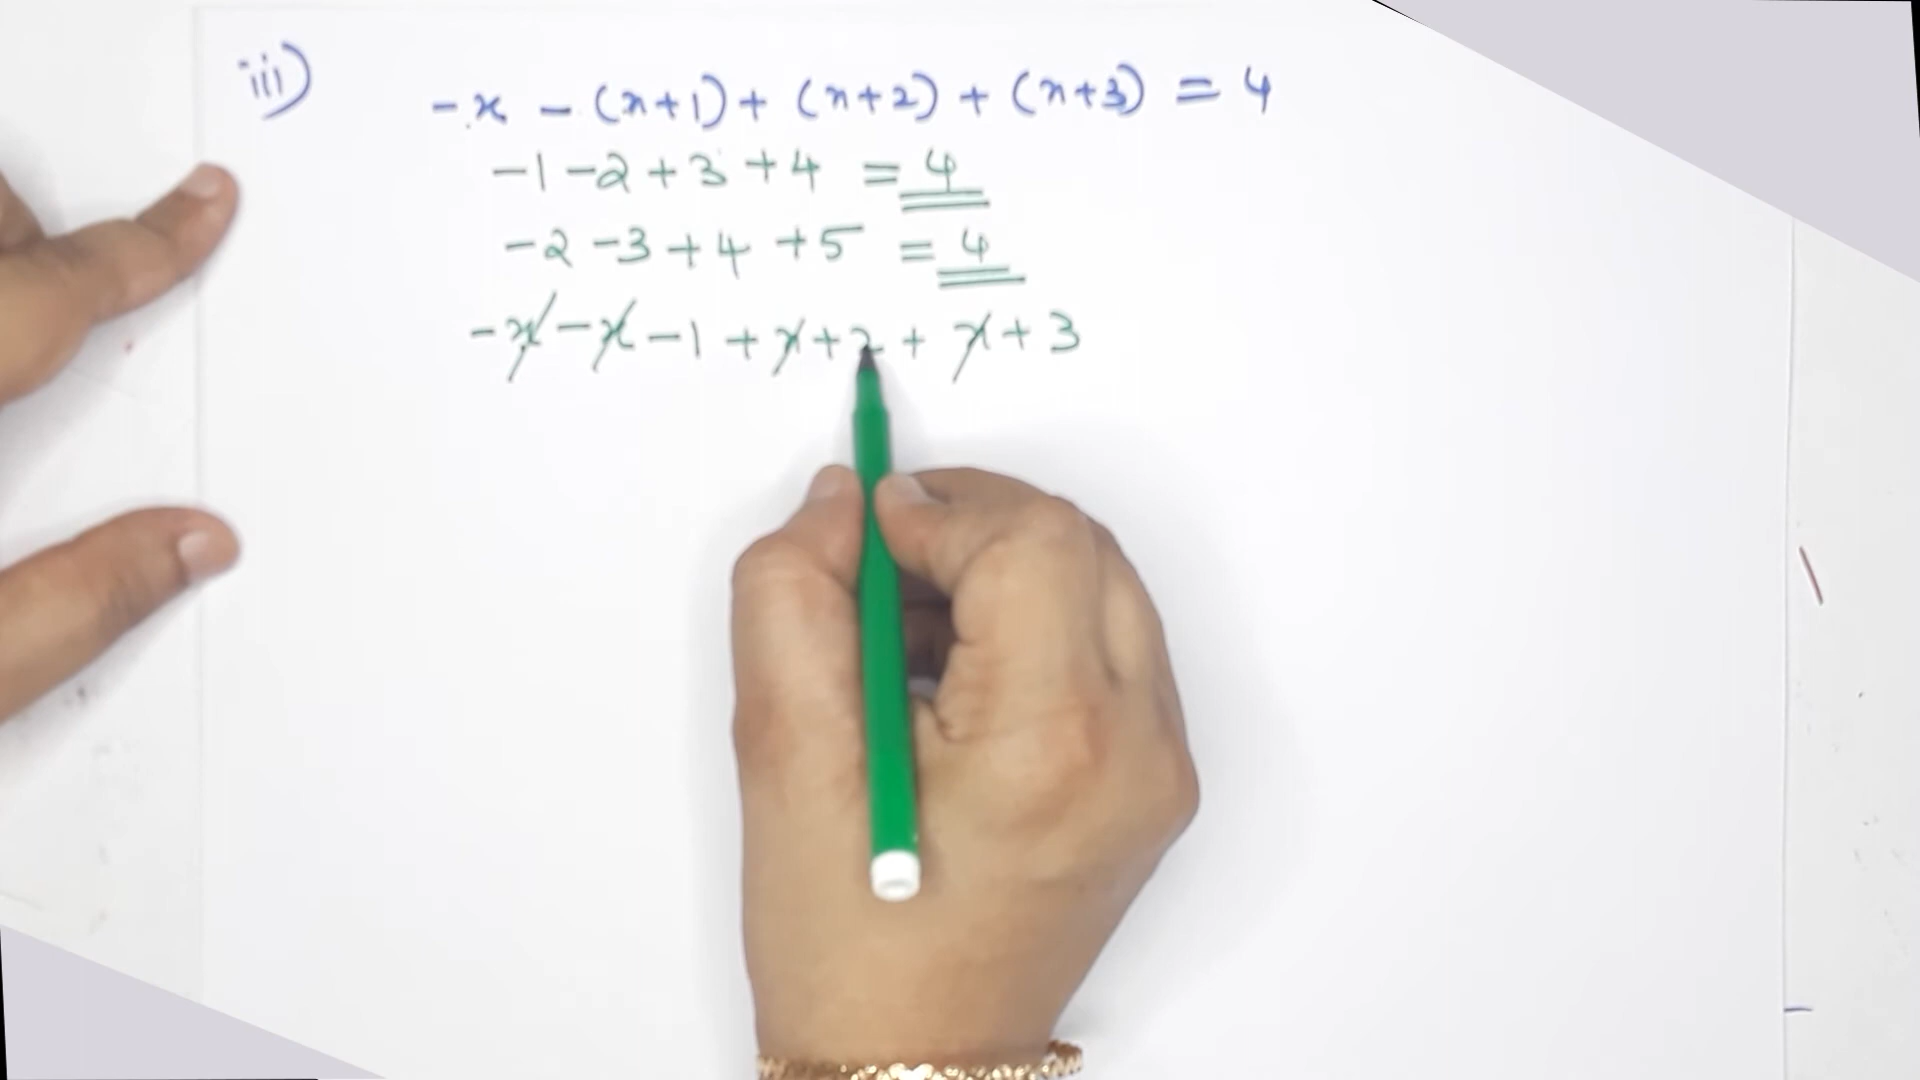 iii)
-x - (x+1) + (x+2) + (x+3) = 4
-1 -2 +3 +4 = 4
-2 -3 +4 +5 = 4
-x -x -1 +x +2 + x +3